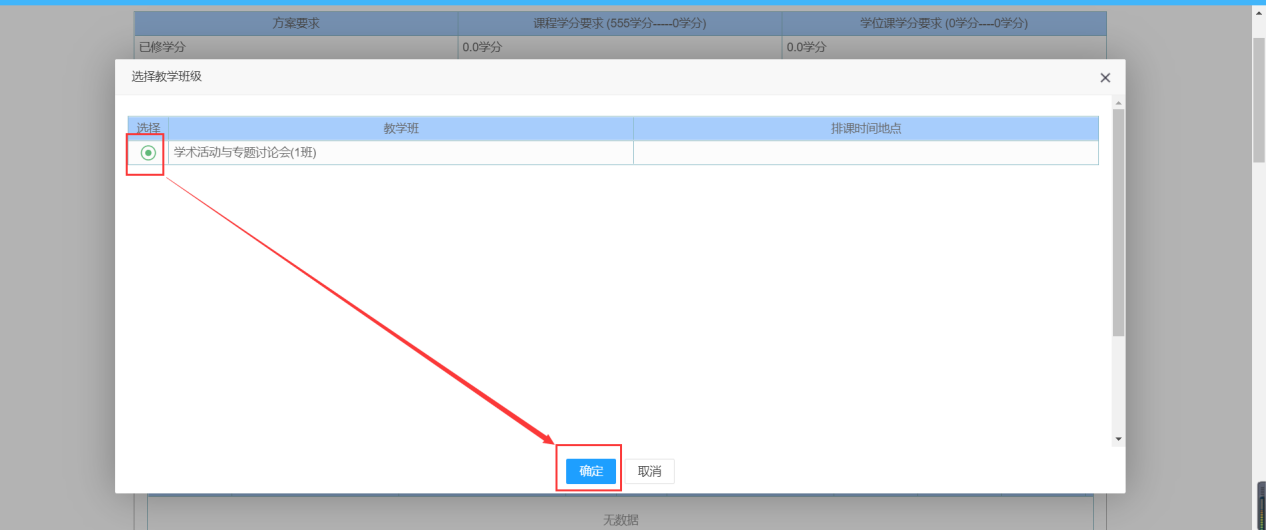 方案要求 课程学分要求 (555学分-----0学分) 学位课学分要求 (0学分----0学分)
已修学分 0.0学分 0.0学分
选择教学班级
选择 教学班 排课时间地点
学术活动与专题讨论会(1班)
确定 取消
无数据